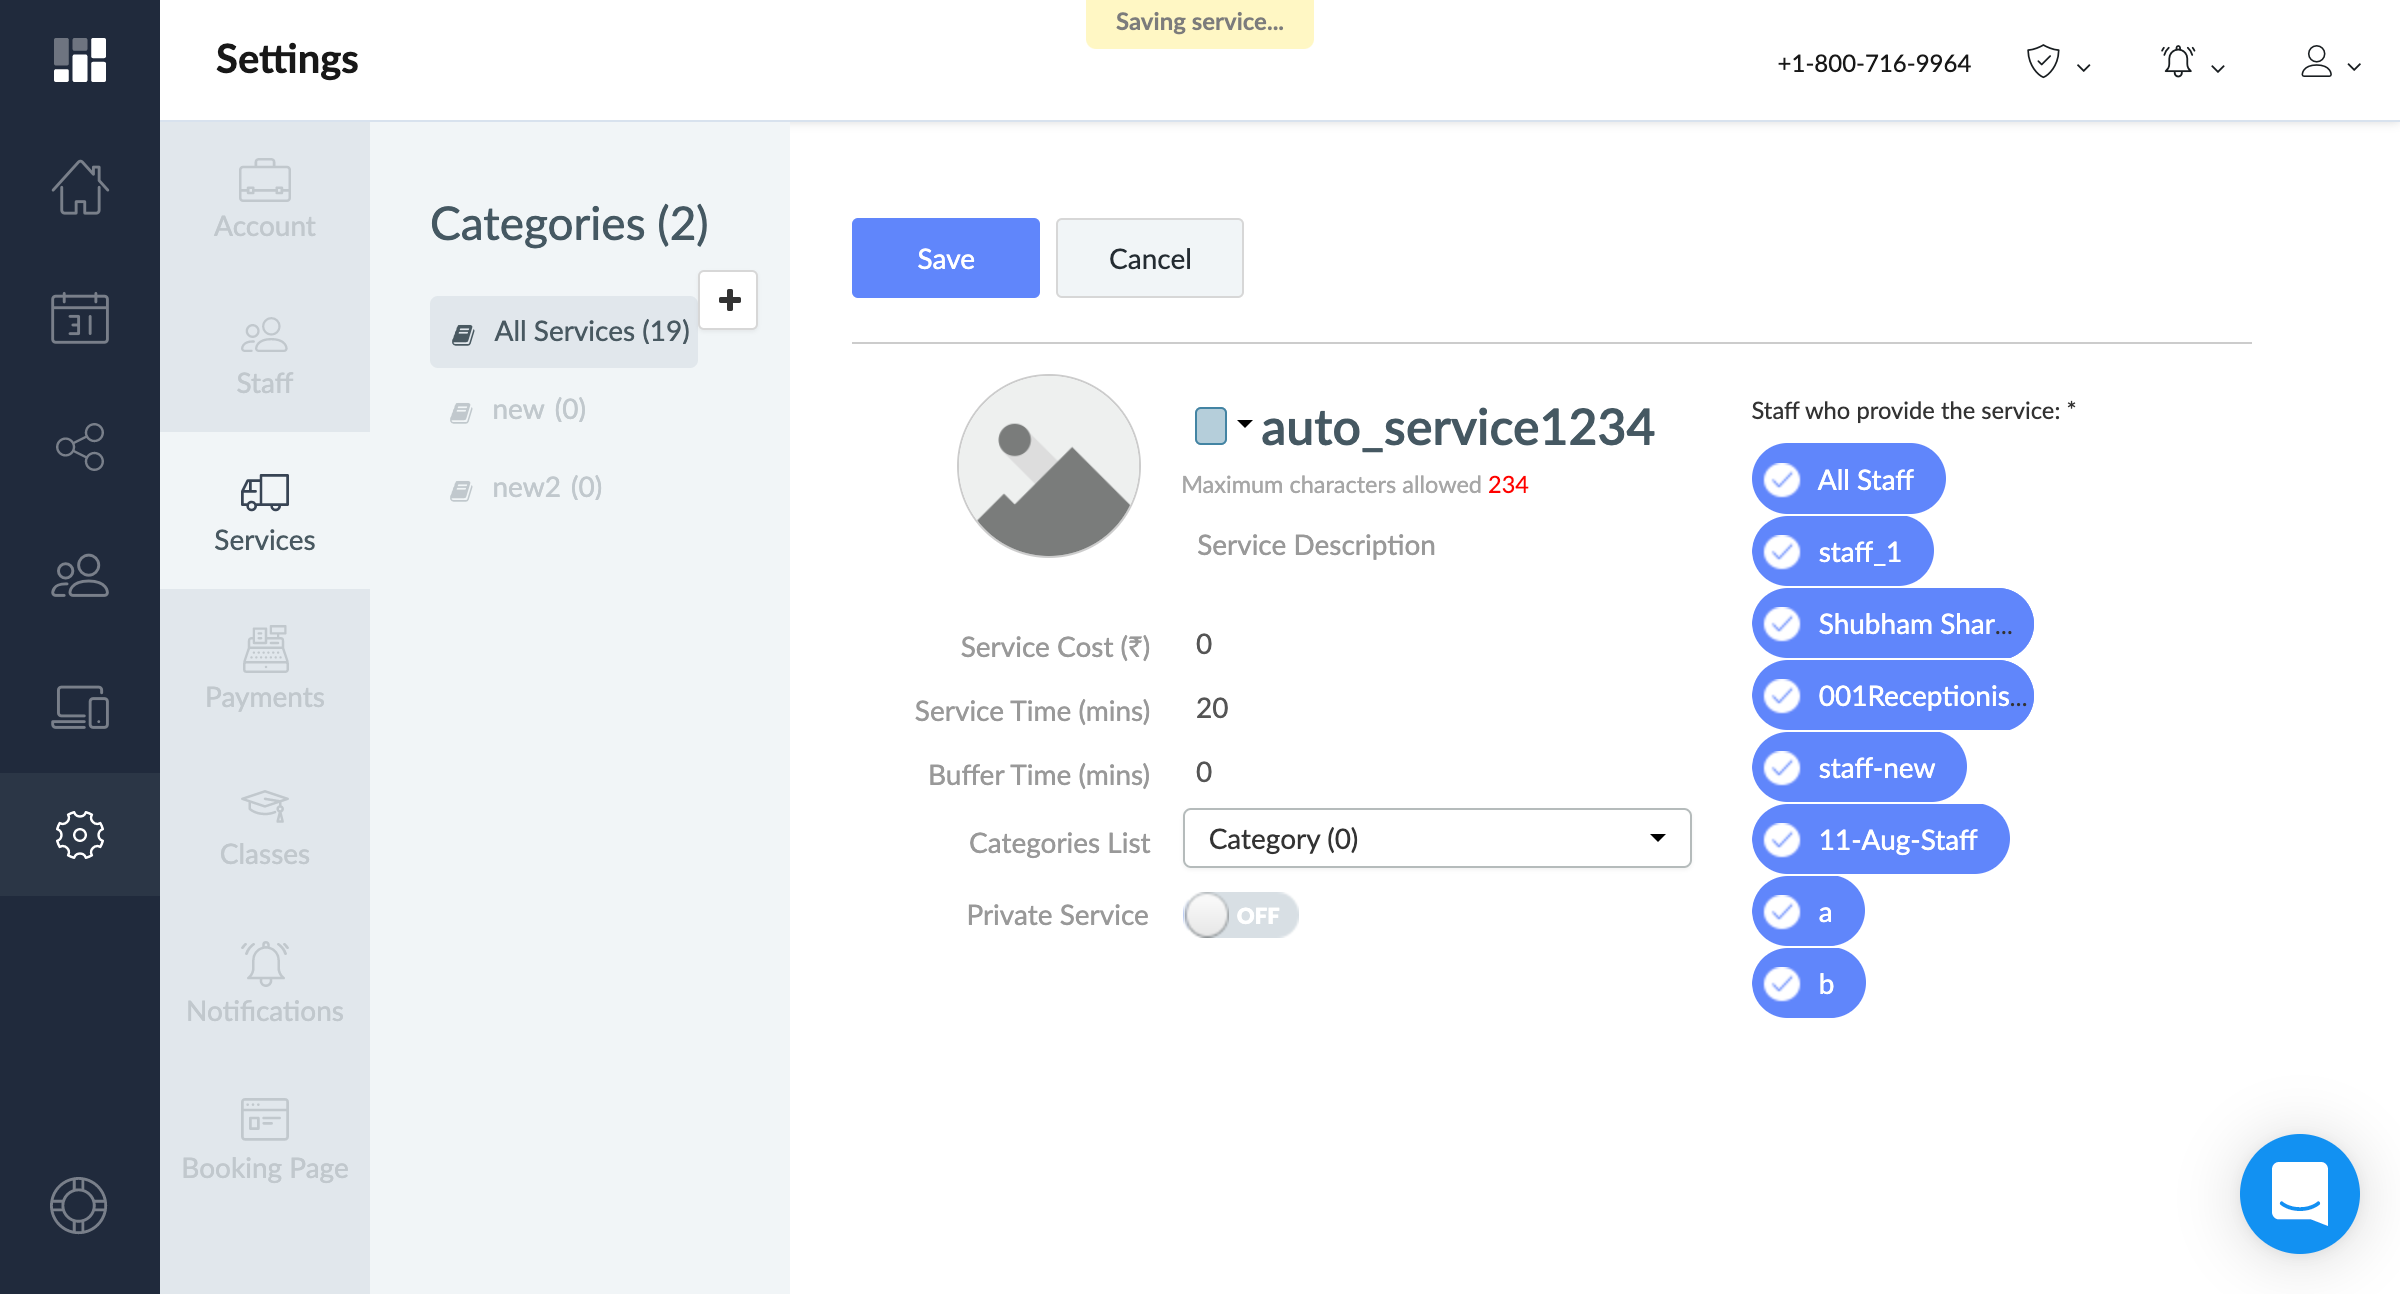 Saving service...
Settings
+1-800-716-9964
31
Account
Staff
Services
Payments
Classes
Notifications
Booking Page
Categories (2)
All Services (19)
new (0)
new2 (0)
Save
Cancel
auto_service1234
Maximum characters allowed 234
Service Description
Service Cost (₹) 0
Service Time (mins) 20
Buffer Time (mins) 0
Categories List Category (0)
Private Service OFF
Staff who provide the service: *
All Staff
staff_1
Shubham Shar...
001Receptionis...
staff-new
11-Aug-Staff
a
b